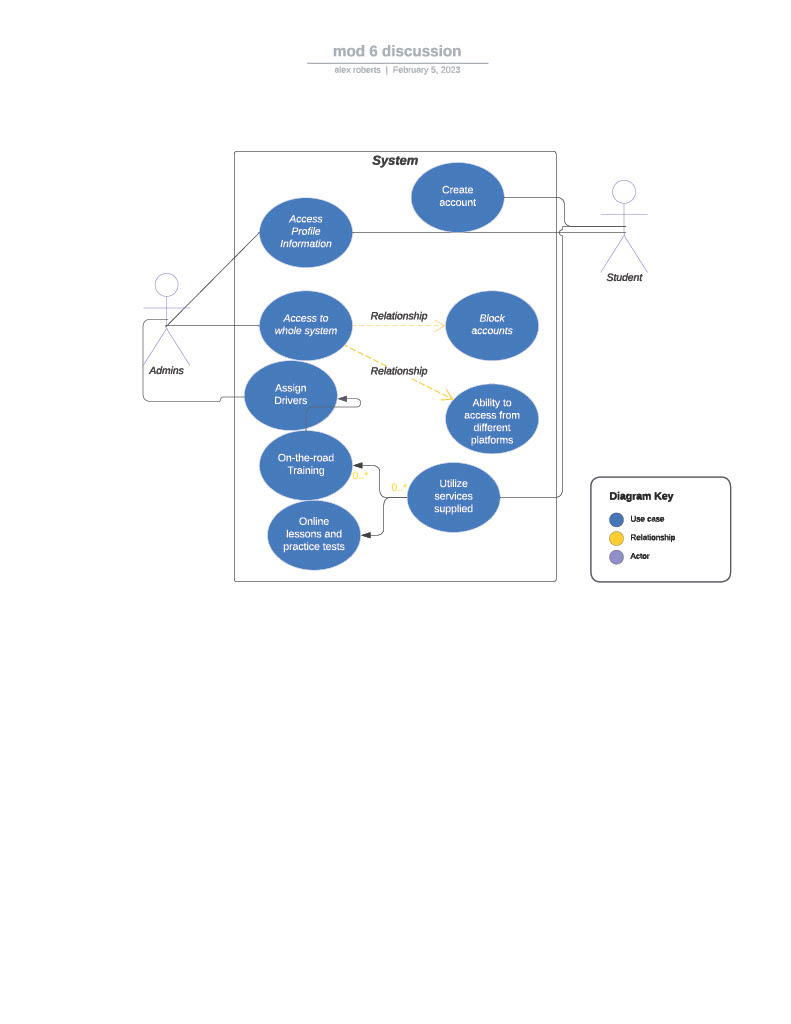 mod 6 discussion
alex roberts | February 5, 2023
System
Create
account
Access
Profile
Information
Student
Admins
Access to
whole system
Relationship
Block
accounts
Relationship
Assign
Drivers
Ability to
access from
different
platforms
On-the-road
Training
0..*
0..*
Utilize
services
supplied
Online
lessons and
practice tests
Diagram Key
Use case
Relationship
Actor